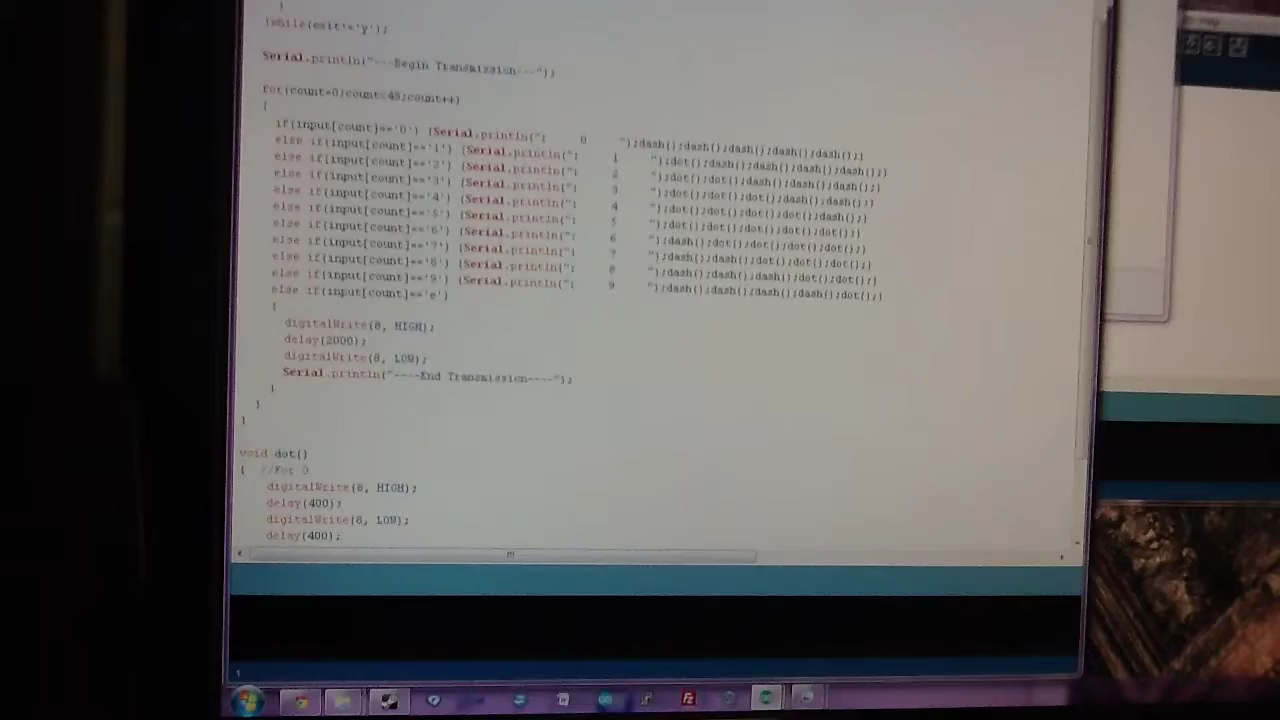 }
}while(exit!='y');
Serial.println("---Begin Transmission---");
for(count=0;count<48;count++)
{
if(input[count]=='0') {Serial.println(": 0 ");dash();dash();dash();dash();dash();}
else if(input[count]=='1') {Serial.println(": 1 ");dot();dash();dash();dash();dash();}
else if(input[count]=='2') {Serial.println(": 2 ");dot();dot();dash();dash();dash();}
else if(input[count]=='3') {Serial.println(": 3 ");dot();dot();dot();dash();dash();}
else if(input[count]=='4') {Serial.println(": 4 ");dot();dot();dot();dot();dash();}
else if(input[count]=='5') {Serial.println(": 5 ");dot();dot();dot();dot();dot();}
else if(input[count]=='6') {Serial.println(": 6 ");dash();dot();dot();dot();dot();}
else if(input[count]=='7') {Serial.println(": 7 ");dash();dash();dot();dot();dot();}
else if(input[count]=='8') {Serial.println(": 8 ");dash();dash();dash();dot();dot();}
else if(input[count]=='9') {Serial.println(": 9 ");dash();dash();dash();dash();dot();}
else if(input[count]=='e')
{
digitalWrite(8, HIGH);
delay(2000);
digitalWrite(8, LOW);
Serial.println("----End Transmission----");
}
}
}
void dot()
{ //For 0
digitalWrite(8, HIGH);
delay(400);
digitalWrite(8, LOW);
delay(400);
1
Help
Fz